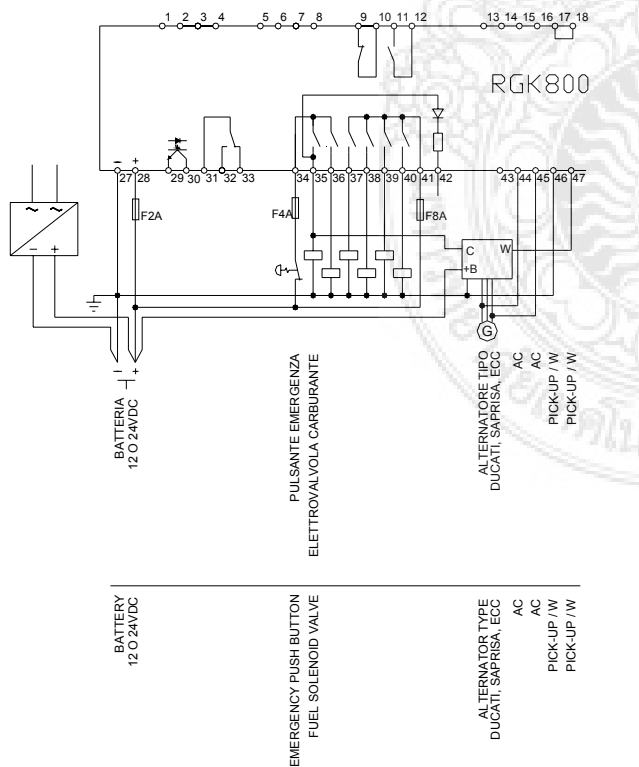 1 2 3 4 5 6 7 8 9 10 11 12 13 14 15 16 17 18
RGK800
− +
27 28 29 30 31 32 33 34 35 36 37 38 39 40 41 42 43 44 45 46 47
F2A
F4A
F8A
~ ~
− +
C W
+B
G
− +
BATTERIA
12 O 24VDC
PULSANTE EMERGENZA
ELETTROVALVOLA CARBURANTE
ALTERNATORE TIPO
DUCATI, SAPRISA, ECC
AC
AC
PICK-UP / W
PICK-UP / W
BATTERY
12 O 24VDC
EMERGENCY PUSH BUTTON
FUEL SOLENOID VALVE
ALTERNATOR TYPE
DUCATI, SAPRISA, ECC
AC
AC
PICK-UP / W
PICK-UP / W